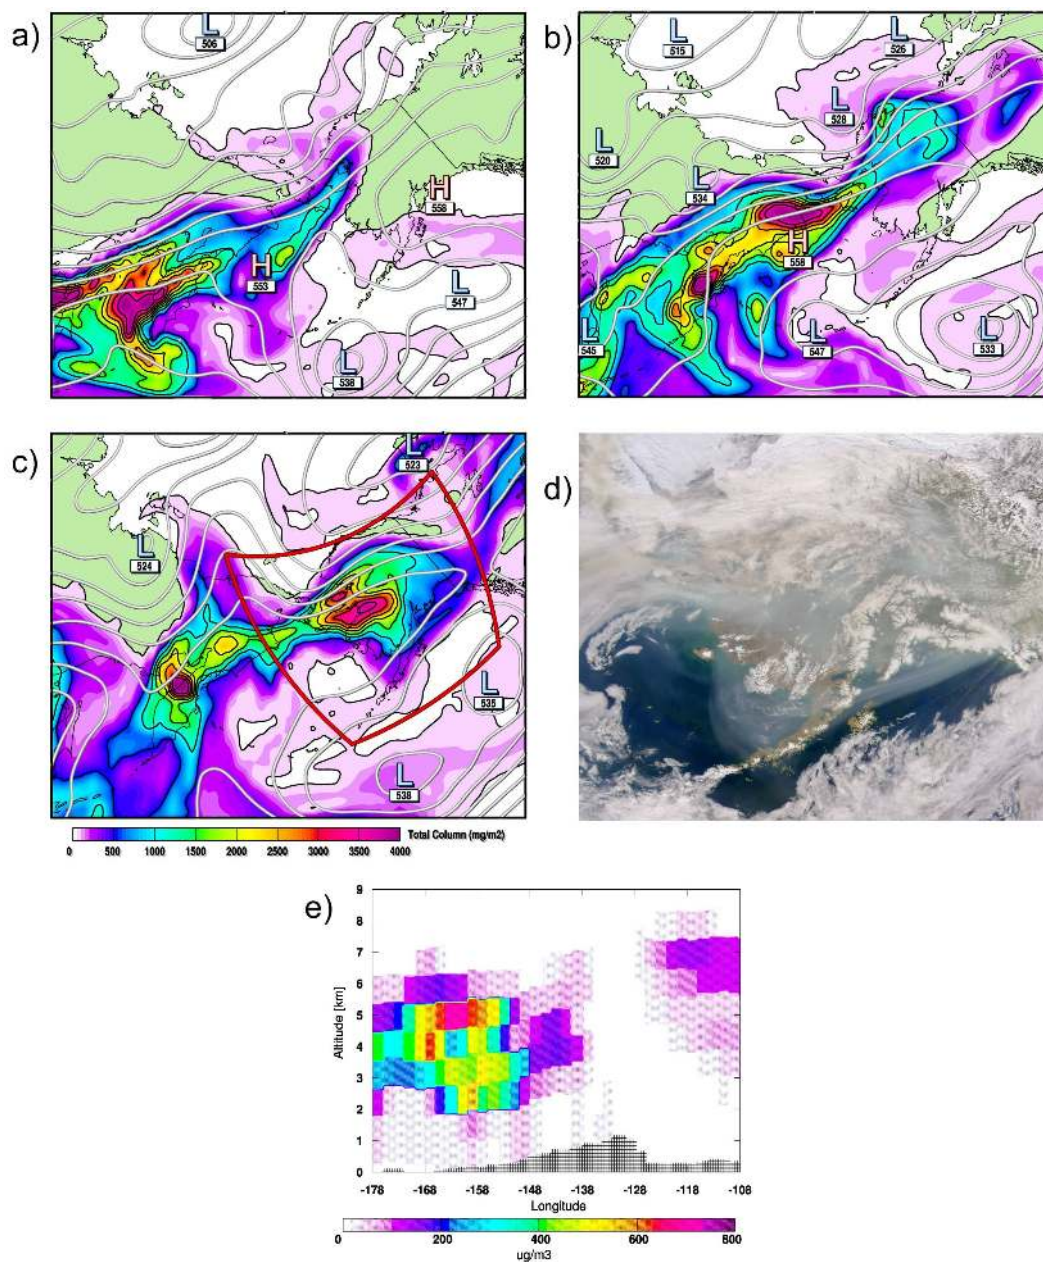 a)
L
506
H
558
H
553
L
547
L
538
b)
L
515
L
526
L
528
L
520
L
534
H
558
L
545
L
547
L
533
c)
L
523
L
524
L
535
L
538
0 500 1000 1500 2000 2500 3000 3500 4000 Total Column (mg/m2)
d)
e)
9
8
7
6
5
4
3
2
1
0
Altitude [km]
-178 -168 -158 -148 -138 -128 -118 -108
Longitude
0 200 400 600 800
ug/m3